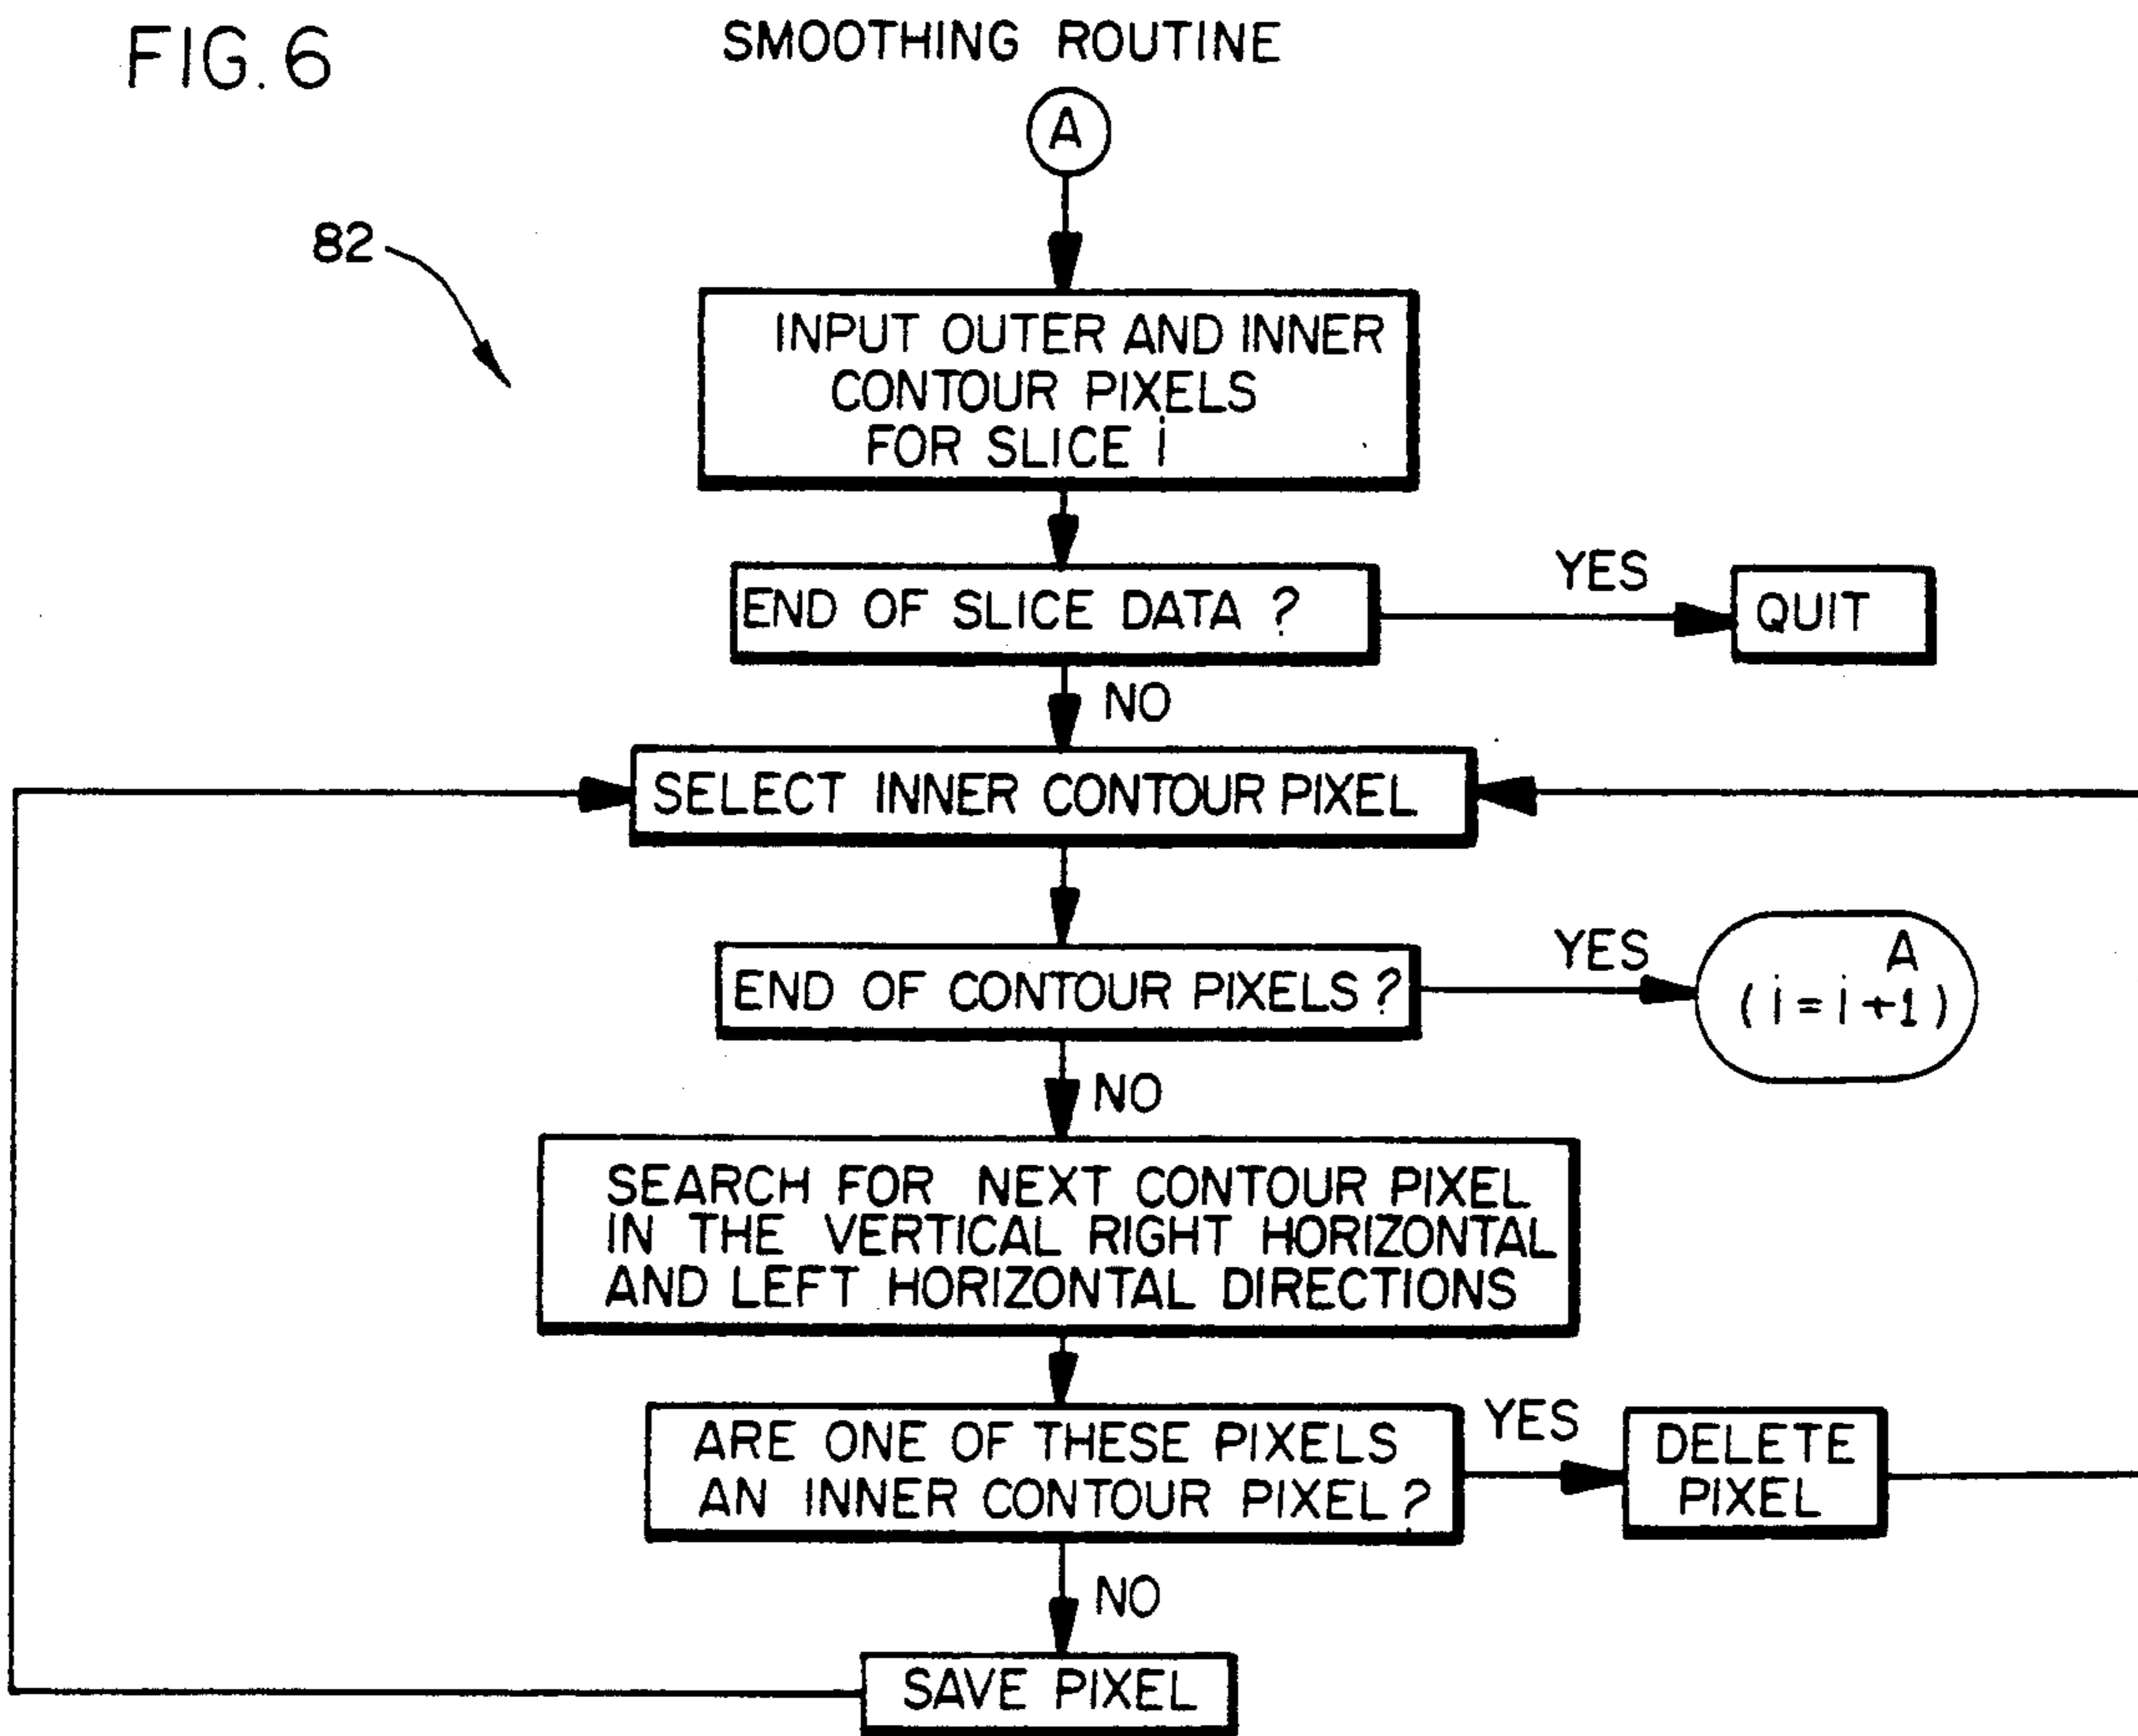 FIG. 6
SMOOTHING ROUTINE
A
82
INPUT OUTER AND INNER
CONTOUR PIXELS
FOR SLICE i
END OF SLICE DATA ?
YES
QUIT
NO
SELECT INNER CONTOUR PIXEL
END OF CONTOUR PIXELS ?
YES
A
( i = i +1 )
NO
SEARCH FOR NEXT CONTOUR PIXEL
IN THE VERTICAL RIGHT HORIZONTAL
AND LEFT HORIZONTAL DIRECTIONS
ARE ONE OF THESE PIXELS
AN INNER CONTOUR PIXEL ?
YES
DELETE
PIXEL
NO
SAVE PIXEL